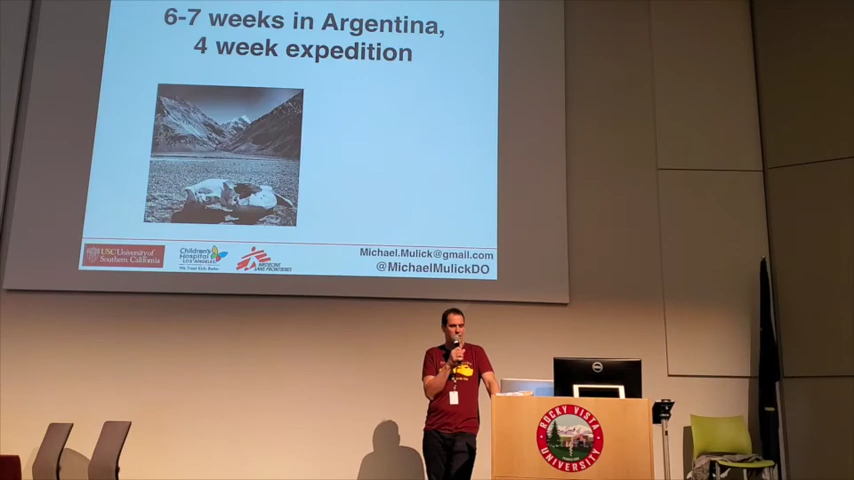 6-7 weeks in Argentina,
4 week expedition
USC University of
Southern California
Children's
Hospital
LOS ANGELES
Michael.Mulick@gmail.com
@MichaelMulickDO
DELL
ROCKY VISTA
UNIVERSITY